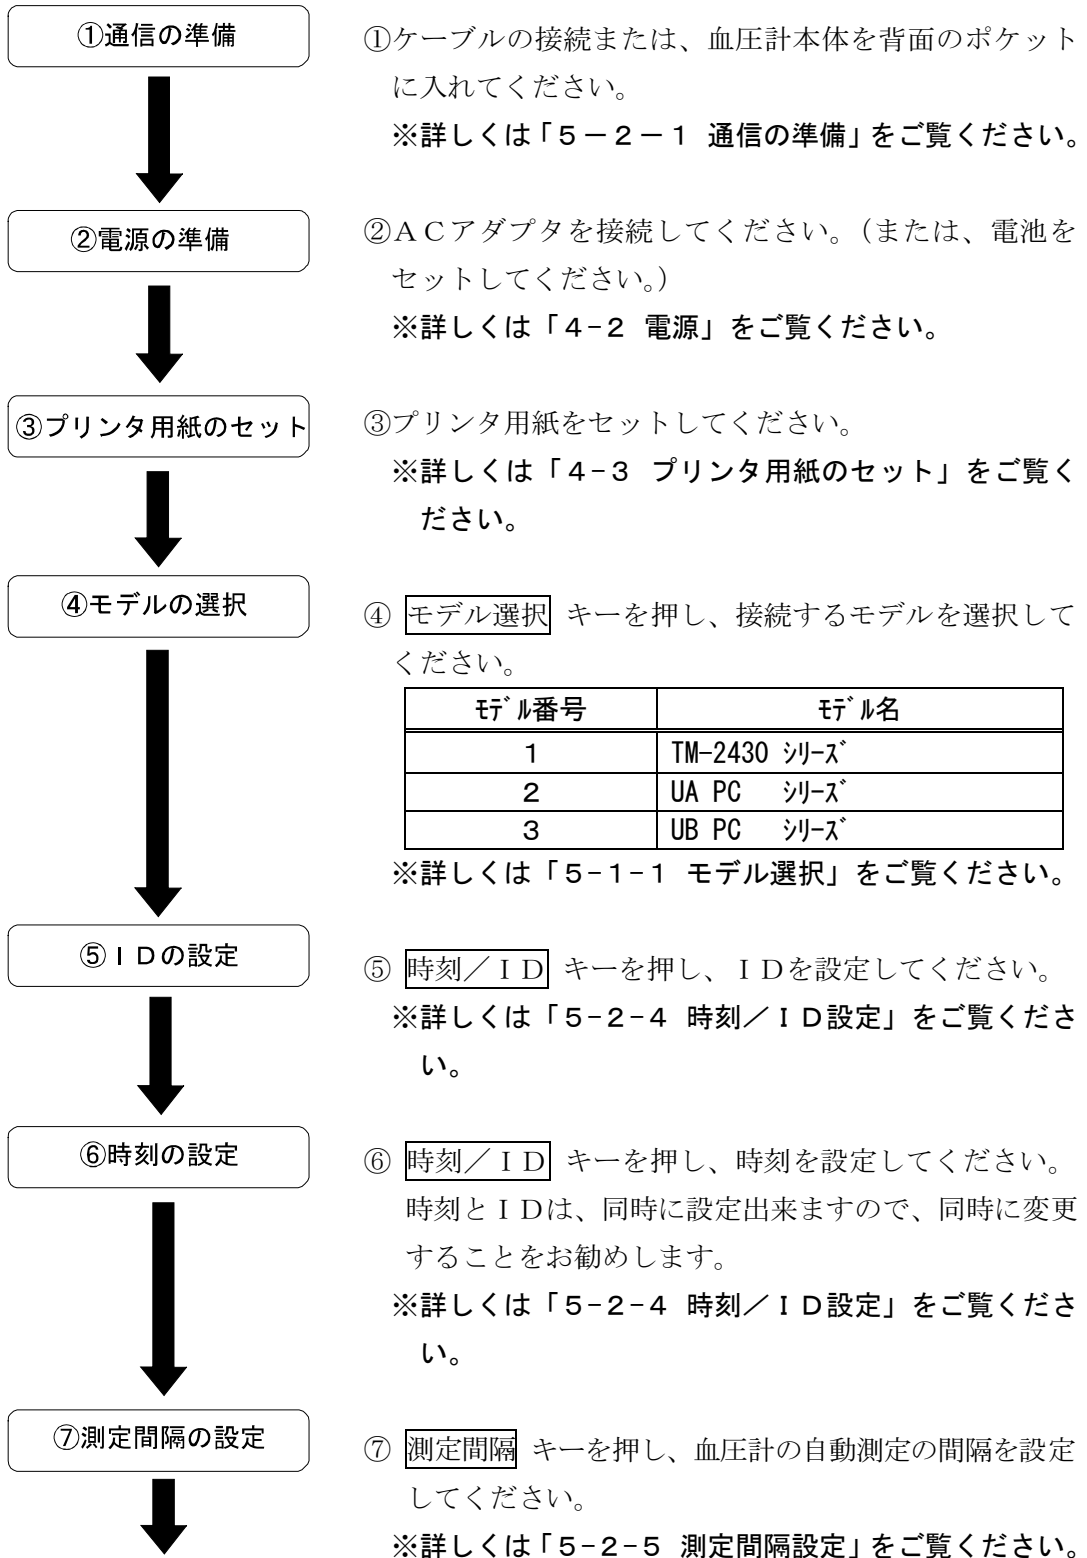 ①通信の準備
①ケーブルの接続または、血圧計本体を背面のポケット
に入れてください。
※詳しくは「５－２－１ 通信の準備」をご覧ください。
②電源の準備
②ＡＣアダプタを接続してください。（または、電池を
セットしてください。）
※詳しくは「４-２ 電源」をご覧ください。
③プリンタ用紙のセット
③プリンタ用紙をセットしてください。
※詳しくは「４-３ プリンタ用紙のセット」をご覧く
ださい。
④モデルの選択
④ モデル選択 キーを押し、接続するモデルを選択して
ください。
ﾓﾃﾞﾙ番号 ﾓﾃﾞﾙ名
１ TM-2430 ｼﾘｰｽﾞ
２ UA PC ｼﾘｰｽﾞ
３ UB PC ｼﾘｰｽﾞ
※詳しくは「５-１-１ モデル選択」をご覧ください。
⑤ＩＤの設定
⑤ 時刻／ＩＤ キーを押し、ＩＤを設定してください。
※詳しくは「５-２-４ 時刻／ＩＤ設定」をご覧くださ
い。
⑥時刻の設定
⑥ 時刻／ＩＤ キーを押し、時刻を設定してください。
時刻とＩＤは、同時に設定出来ますので、同時に変更
することをお勧めします。
※詳しくは「５-２-４ 時刻／ＩＤ設定」をご覧くださ
い。
⑦測定間隔の設定
⑦ 測定間隔 キーを押し、血圧計の自動測定の間隔を設定
してください。
※詳しくは「５-２-５ 測定間隔設定」をご覧ください。